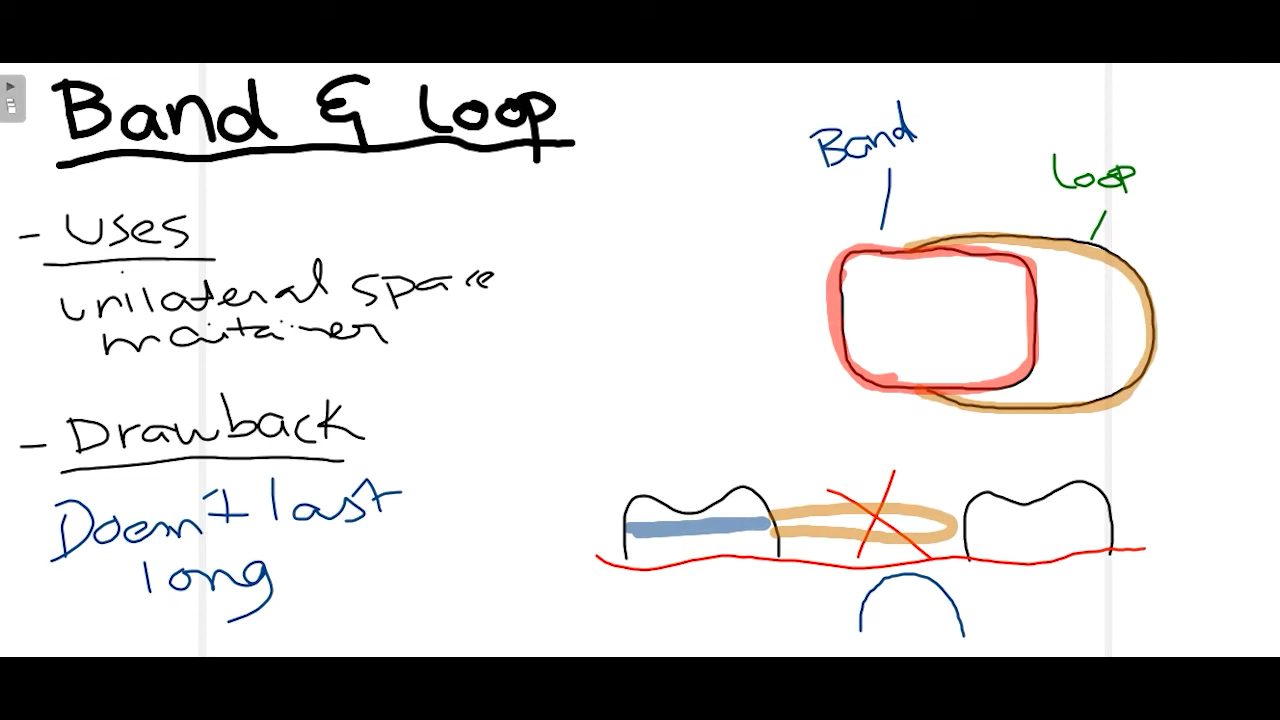 Band & Loop
- Uses
unilateral space
maintainer
- Drawback
Doesn't last
long
Band
Loop